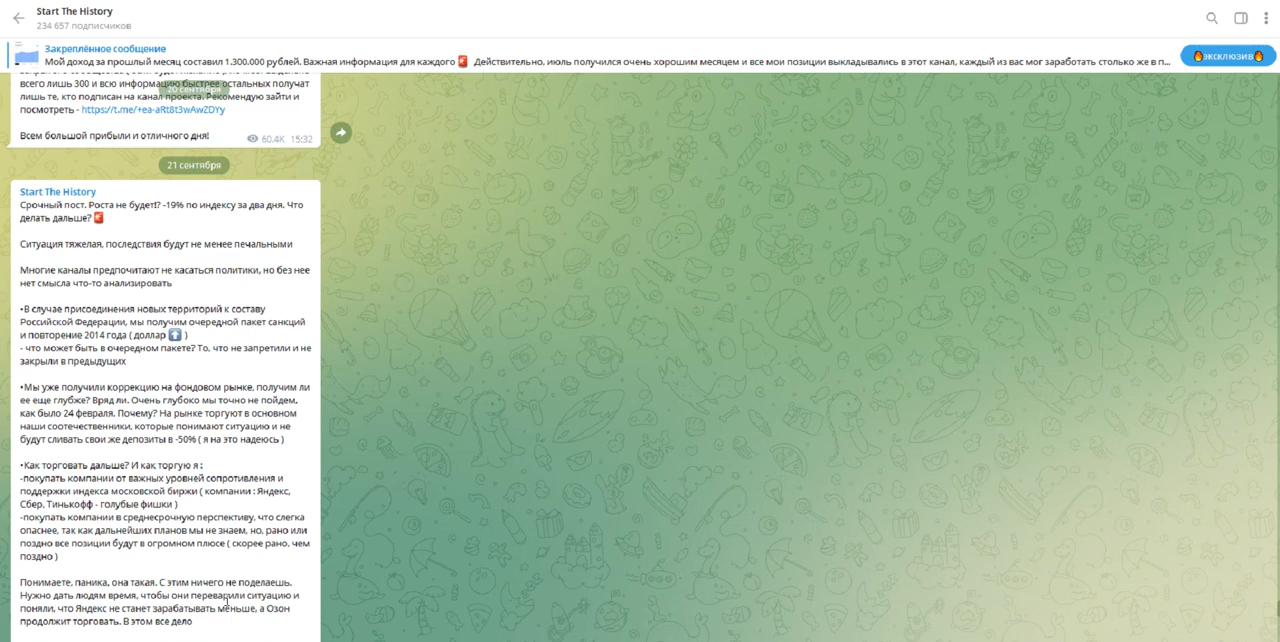 Start The History
234 657 подписчиков
Закреплённое сообщение
Мой доход за прошлый месяц составил 1.300.000 рублей. Важная информация для каждого 🚨 Действительно, июль получился очень хорошим месяцем и все мои позиции выкладывались в этот канал, каждый из вас мог заработать столько же в п...
🔥эксклюзив🔥
всего лишь 300 и всю информацию быстрее остальных получат
20 сентября
лишь те, кто подписан на канал проекта. Рекомендую зайти и
посмотреть - https://t.me/+ea-aRt8t3wAwZDYy
Всем большой прибыли и отличного дня!
60.4K 15:32
21 сентября
Start The History
Срочный пост. Роста не будет!? -19% по индексу за два дня. Что
делать дальше? 🚨
Ситуация тяжелая, последствия будут не менее печальными
Многие каналы предпочитают не касаться политики, но без нее
нет смысла что-то анализировать
•В случае присоединения новых территорий к составу
Российской Федерации, мы получим очередной пакет санкций
и повторение 2014 года ( доллар ⬆️ )
- что может быть в очередном пакете? То, что не запретили и не
закрыли в предыдущих
•Мы уже получили коррекцию на фондовом рынке, получим ли
ее еще глубже? Вряд ли. Очень глубоко мы точно не пойдем,
как было 24 февраля. Почему? На рынке торгуют в основном
наши соотечественники, которые понимают ситуацию и не
будут сливать свои же депозиты в -50% ( я на это надеюсь )
•Как торговать дальше? И как торгую я :
-покупать компании от важных уровней сопротивления и
поддержки индекса московской биржи ( компании : Яндекс,
Сбер, Тинькофф - голубые фишки )
-покупать компании в среднесрочную перспективу, что слегка
опаснее, так как дальнейших планов мы не знаем, но, рано или
поздно все позиции будут в огромном плюсе ( скорее рано, чем
поздно )
Понимаете, паника, она такая. С этим ничего не поделаешь.
Нужно дать людям время, чтобы они переварили ситуацию и
поняли, что Яндекс не станет зарабатывать меньше, а Озон
продолжит торговать. В этом все дело